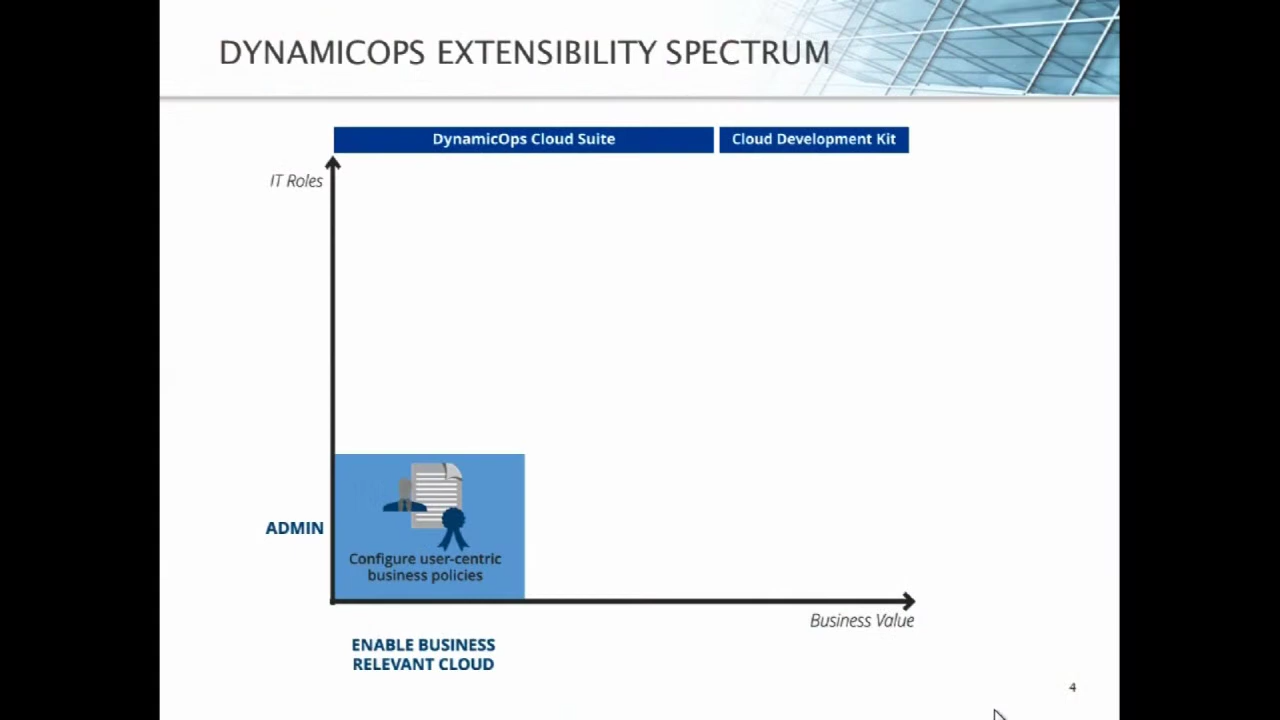 DYNAMICOPS EXTENSIBILITY SPECTRUM
DynamicOps Cloud Suite
Cloud Development Kit
IT Roles
ADMIN
Configure user-centric
business policies
Business Value
ENABLE BUSINESS
RELEVANT CLOUD
4